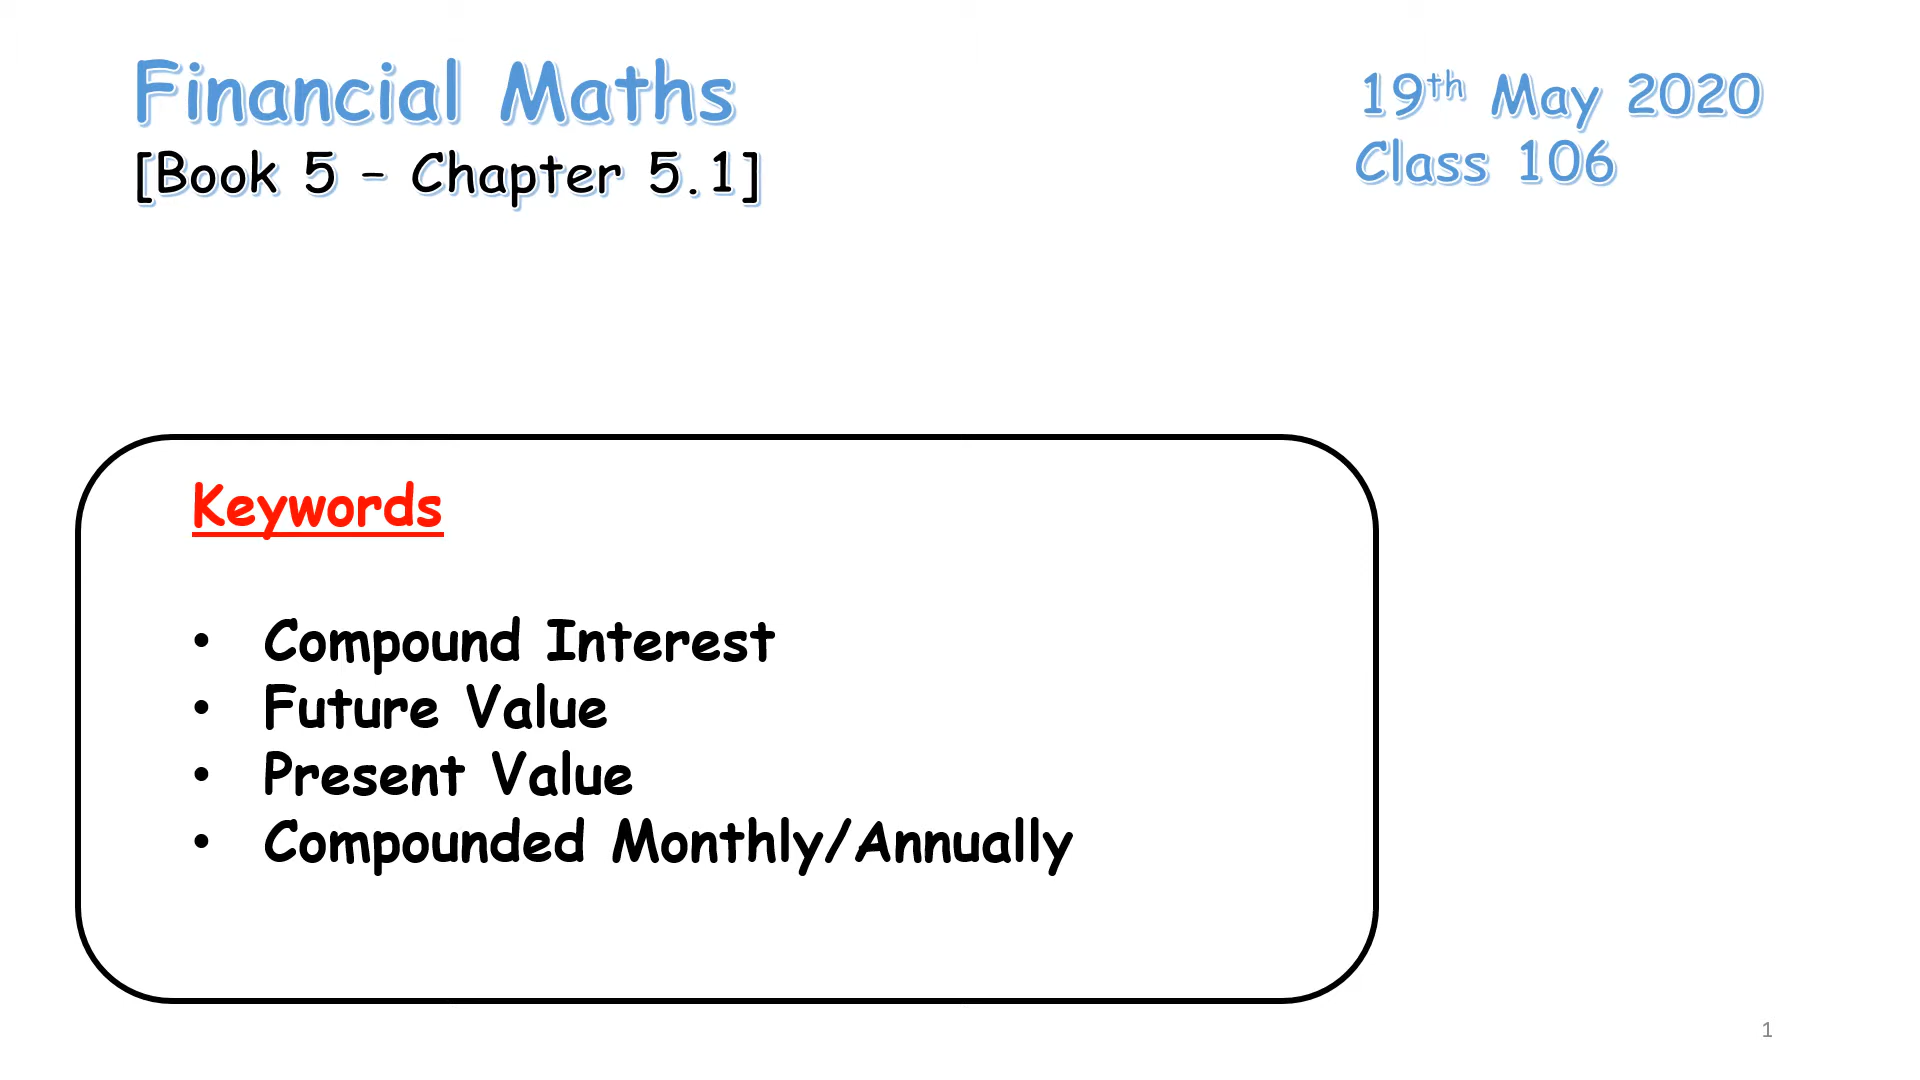 Financial Maths
[Book 5 – Chapter 5.1]
19th May 2020
Class 106
Keywords
• Compound Interest
• Future Value
• Present Value
• Compounded Monthly/Annually
1